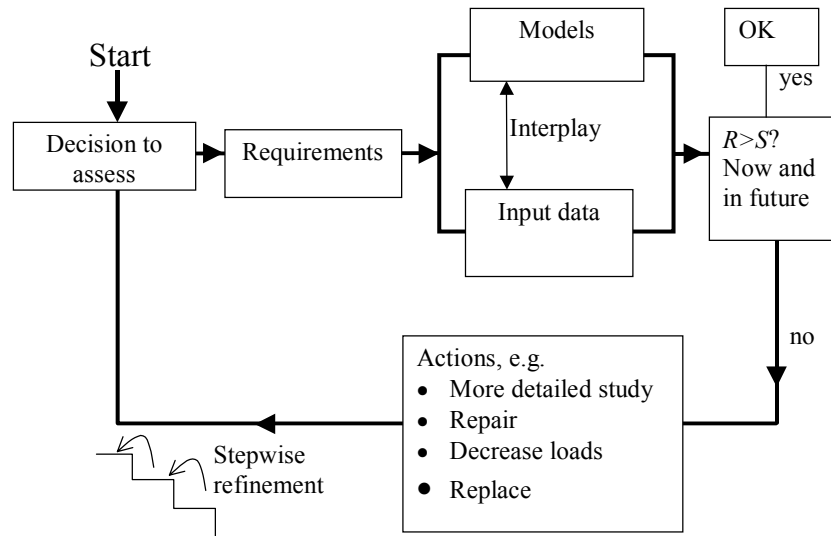 Start
Decision to
assess
Requirements
Models
Interplay
Input data
OK
yes
R>S?
Now and
in future
no
Actions, e.g.
• More detailed study
• Repair
• Decrease loads
• Replace
Stepwise
refinement